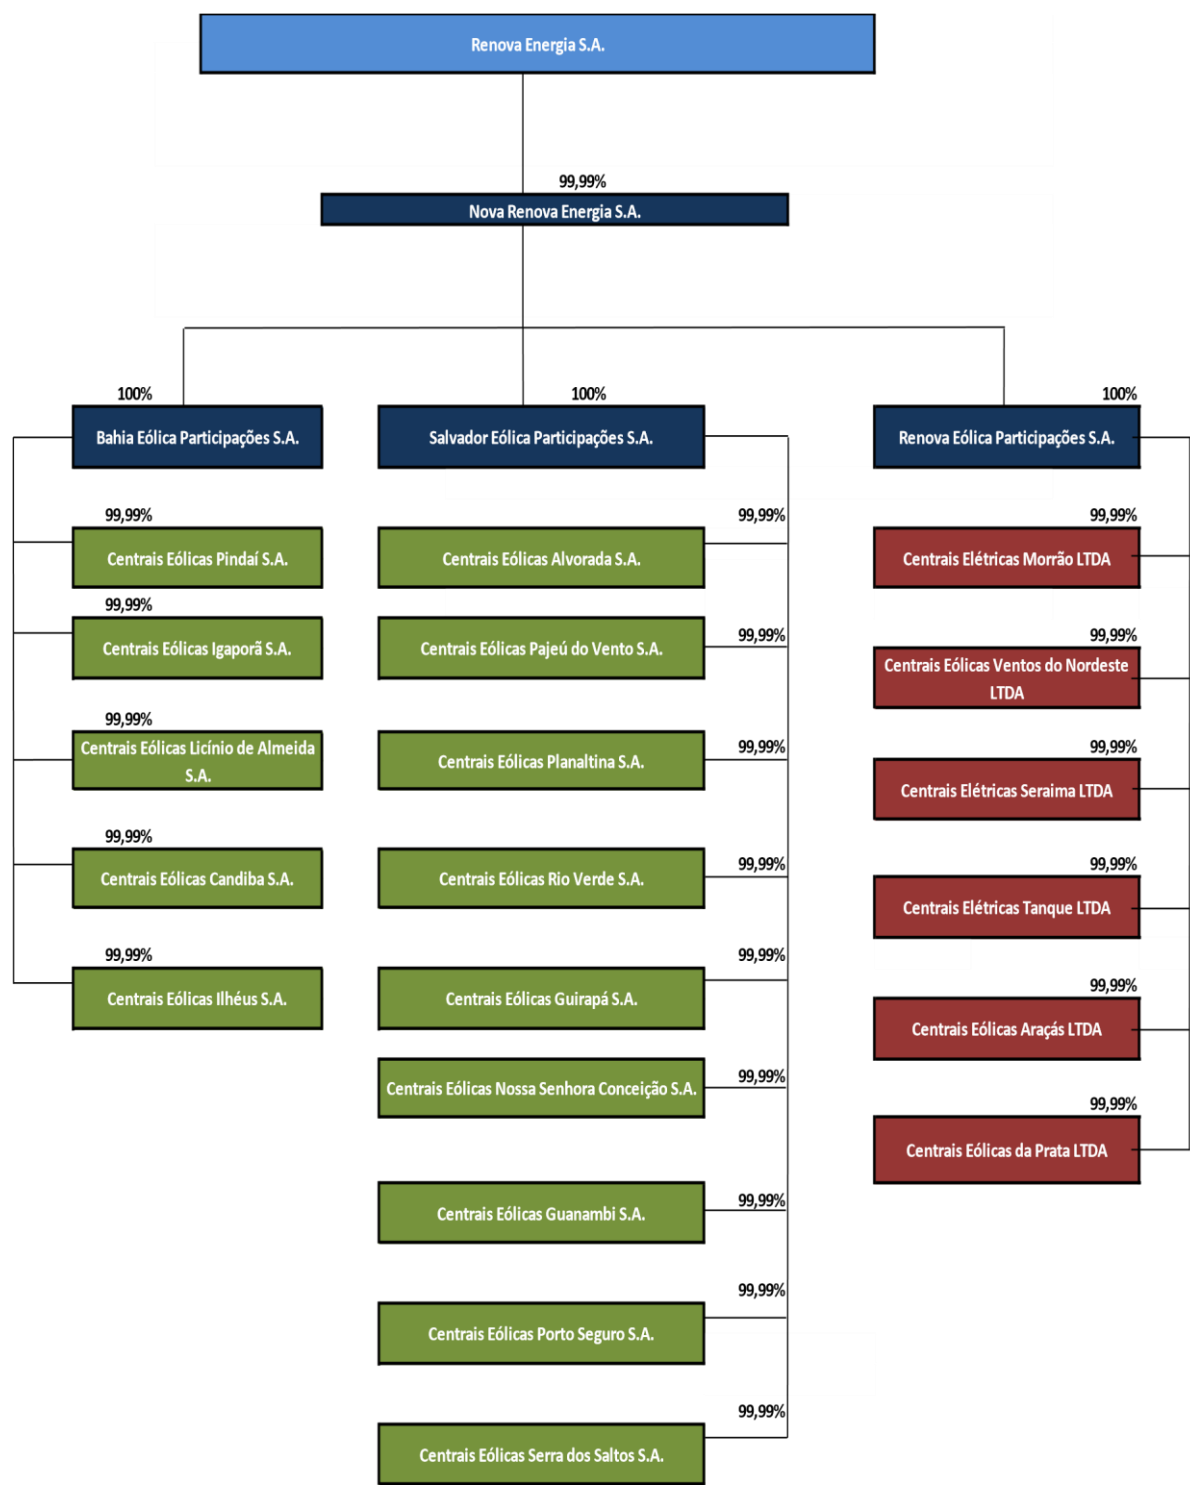 Renova Energia S.A.
99,99%
Nova Renova Energia S.A.
100%
Bahia Eólica Participações S.A.
99,99%
Centrais Eólicas Pindaí S.A.
99,99%
Centrais Eólicas Igaporã S.A.
99,99%
Centrais Eólicas Licínio de Almeida
S.A.
99,99%
Centrais Eólicas Candiba S.A.
99,99%
Centrais Eólicas Ilhéus S.A.
100%
Salvador Eólica Participações S.A.
99,99%
Centrais Eólicas Alvorada S.A.
99,99%
Centrais Eólicas Pajeú do Vento S.A.
99,99%
Centrais Eólicas Planaltina S.A.
99,99%
Centrais Eólicas Rio Verde S.A.
99,99%
Centrais Eólicas Guirapá S.A.
99,99%
Centrais Eólicas Nossa Senhora Conceição S.A.
99,99%
Centrais Eólicas Guanambi S.A.
99,99%
Centrais Eólicas Porto Seguro S.A.
99,99%
Centrais Eólicas Serra dos Saltos S.A.
100%
Renova Eólica Participações S.A.
99,99%
Centrais Elétricas Morrão LTDA
99,99%
Centrais Eólicas Ventos do Nordeste
LTDA
99,99%
Centrais Elétricas Seraima LTDA
99,99%
Centrais Elétricas Tanque LTDA
99,99%
Centrais Eólicas Araçás LTDA
99,99%
Centrais Eólicas da Prata LTDA